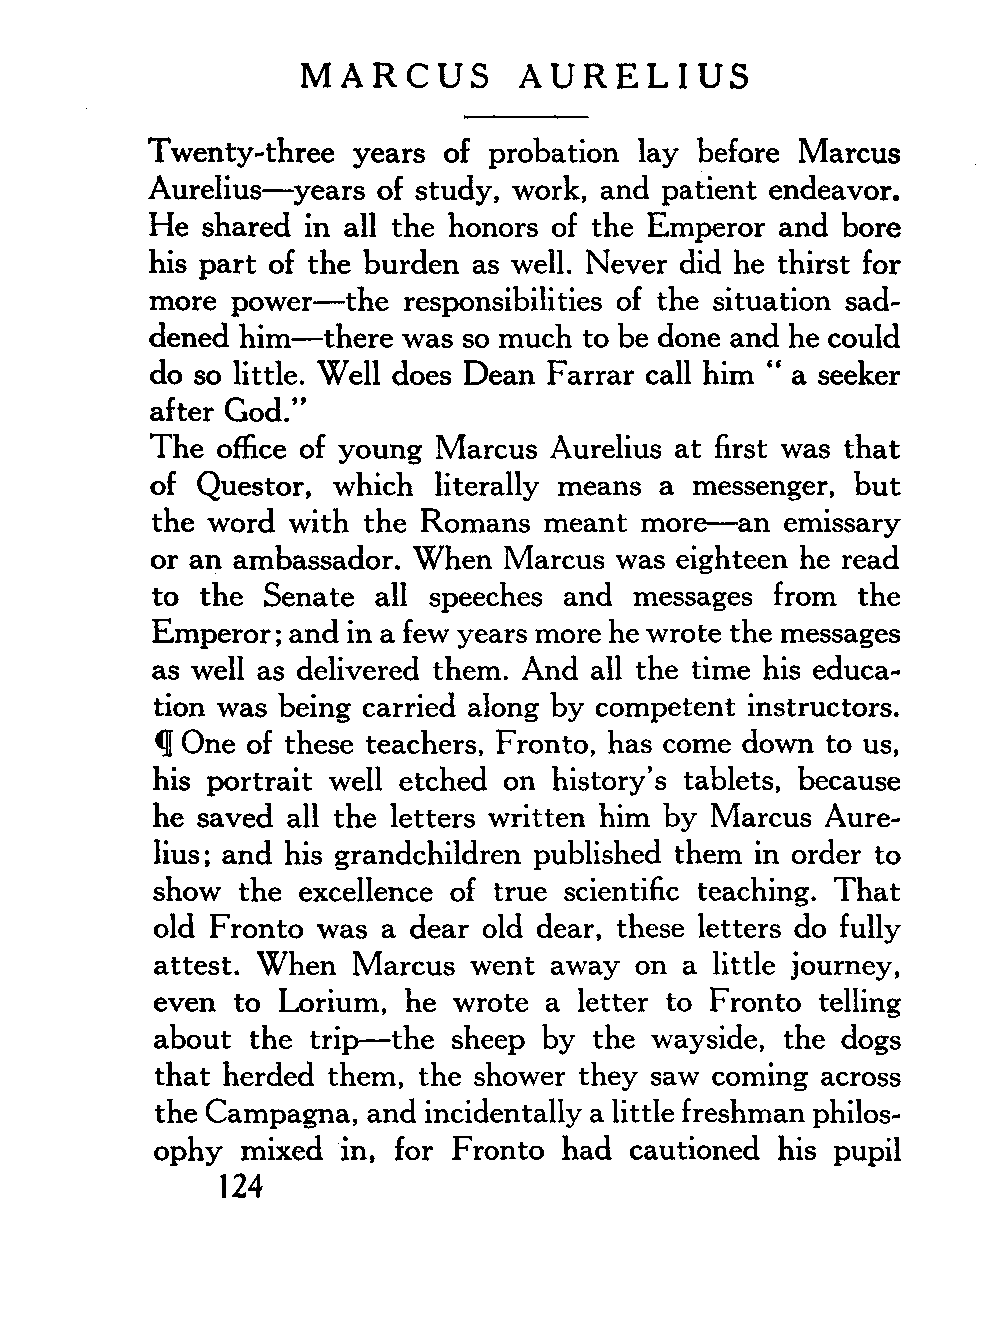 MARCUS AURELIUS
Twenty-three years of probation lay before Marcus
Aurelius—years of study, work, and patient endeavor.
He shared in all the honors of the Emperor and bore
his part of the burden as well. Never did he thirst for
more power—the responsibilities of the situation sad-
dened him—there was so much to be done and he could
do so little. Well does Dean Farrar call him “ a seeker
after God.”
The office of young Marcus Aurelius at first was that
of Questor, which literally means a messenger, but
the word with the Romans meant more—an emissary
or an ambassador. When Marcus was eighteen he read
to the Senate all speeches and messages from the
Emperor; and in a few years more he wrote the messages
as well as delivered them. And all the time his educa-
tion was being carried along by competent instructors.
¶ One of these teachers, Fronto, has come down to us,
his portrait well etched on history's tablets, because
he saved all the letters written him by Marcus Aure-
lius; and his grandchildren published them in order to
show the excellence of true scientific teaching. That
old Fronto was a dear old dear, these letters do fully
attest. When Marcus went away on a little journey,
even to Lorium, he wrote a letter to Fronto telling
about the trip—the sheep by the wayside, the dogs
that herded them, the shower they saw coming across
the Campagna, and incidentally a little freshman philos-
ophy mixed in, for Fronto had cautioned his pupil
124